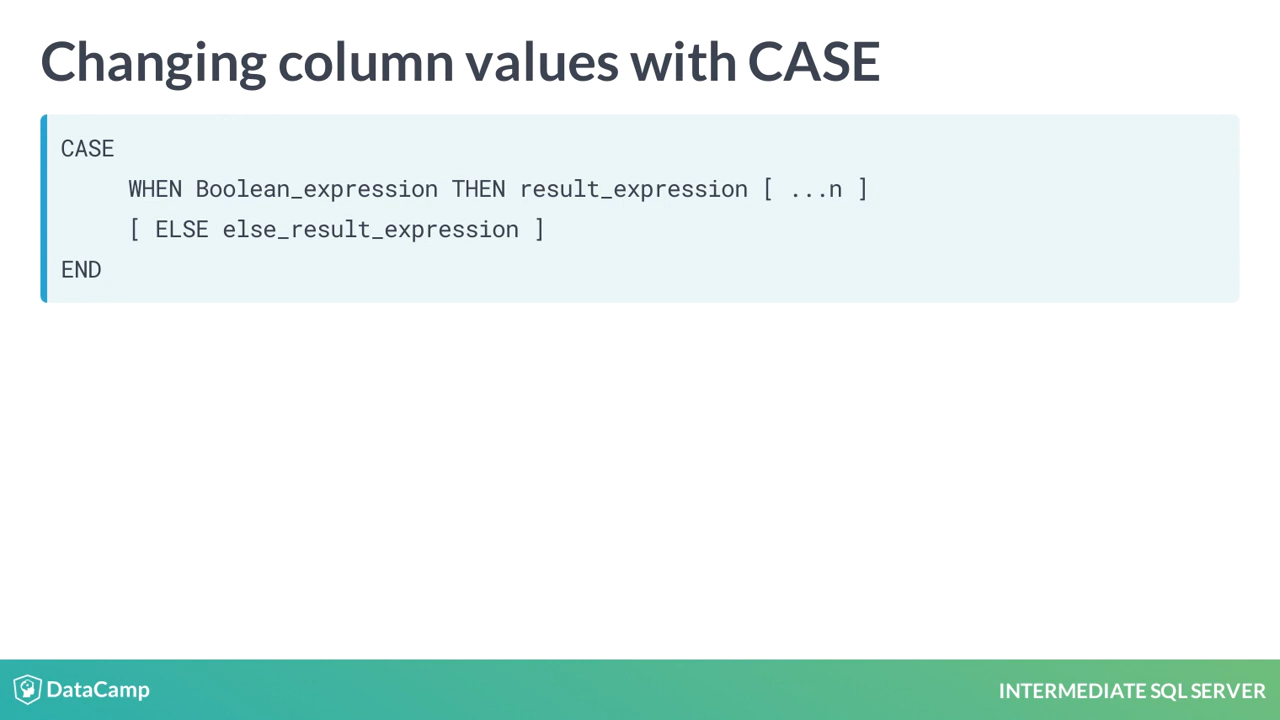 Changing column values with CASE
CASE
WHEN Boolean_expression THEN result_expression [ ...n ]
[ ELSE else_result_expression ]
END
DataCamp
INTERMEDIATE SQL SERVER